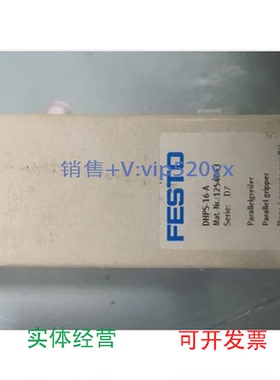 销售+V:vip320xx
FESTO
DHPS-16-A
Mat.-Nr.:
Serie: D7
Parallelgreifer
Parallel gripper
实体经营
可开发票